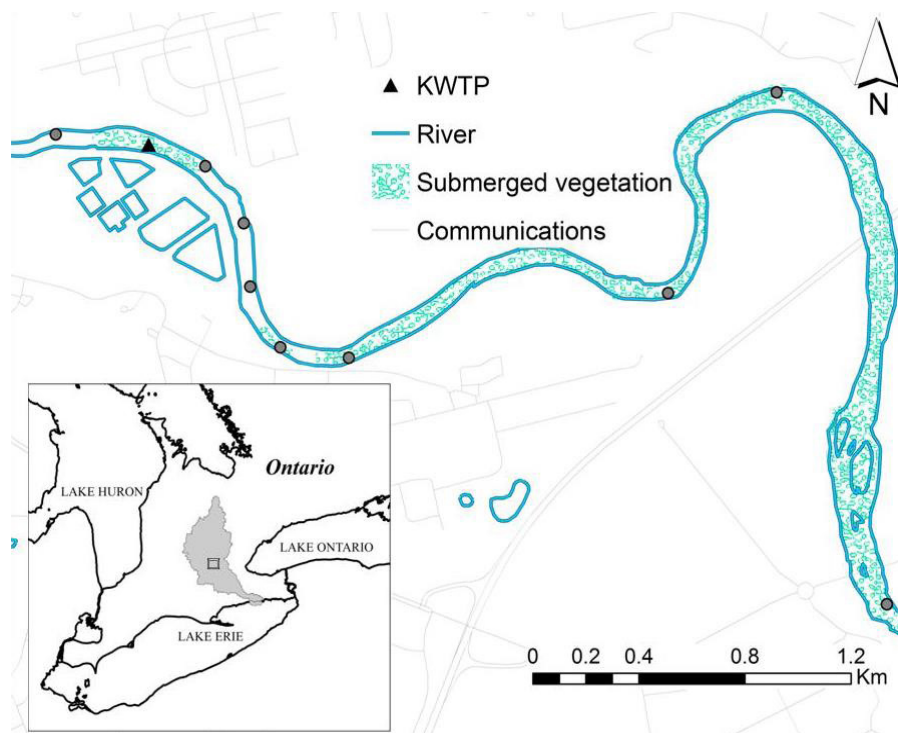 KWTP
River
Submerged vegetation
Communications
N
Ontario
LAKE HURON
LAKE ONTARIO
LAKE ERIE
0 0.2 0.4 0.8 1.2
Km